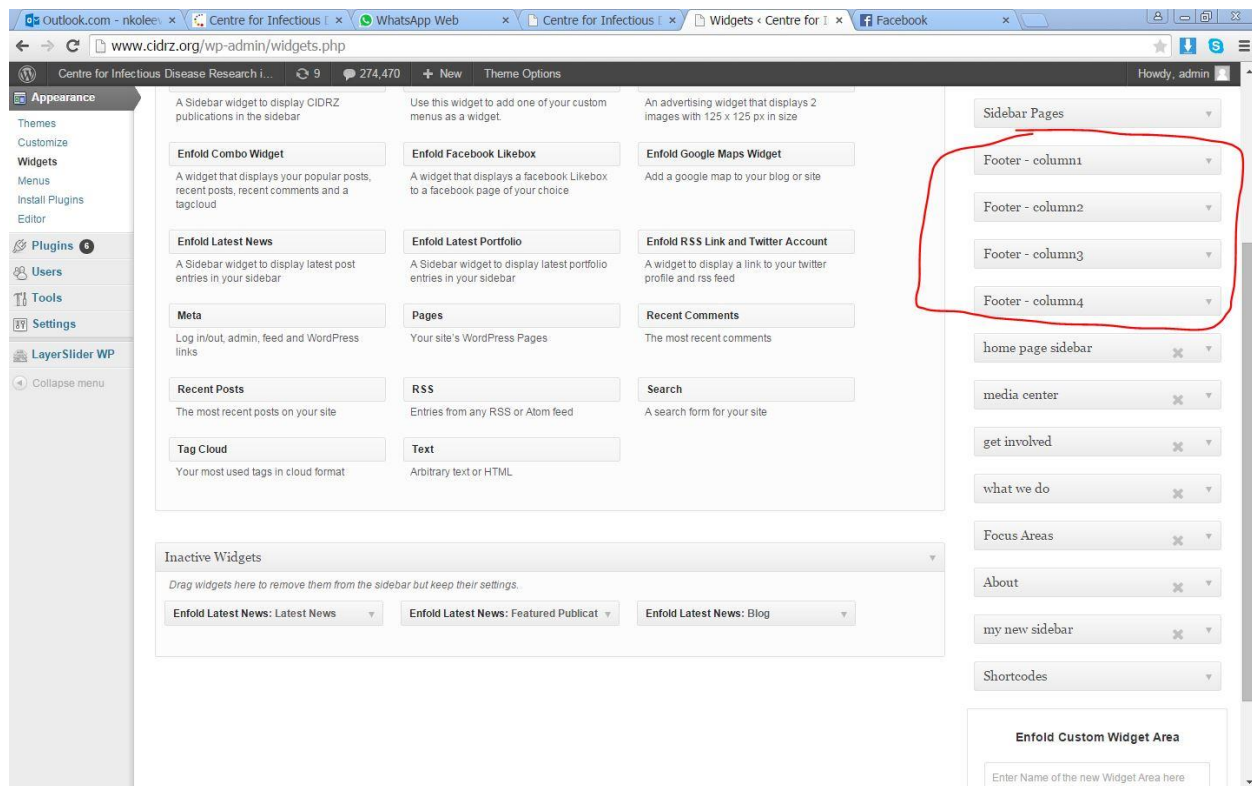 Outlook.com - nkolee
Centre for Infectious
WhatsApp Web
Centre for Infectious
Widgets ‹ Centre for I
Facebook
www.cidrz.org/wp-admin/widgets.php
Centre for Infectious Disease Research i... 9 274,470 + New Theme Options Howdy, admin
Appearance
Themes
Customize
Widgets
Menus
Install Plugins
Editor
Plugins 6
Users
Tools
Settings
LayerSlider WP
Collapse menu
A Sidebar widget to display CIDRZ
publications in the sidebar
Use this widget to add one of your custom
menus as a widget.
An advertising widget that displays 2
images with 125 x 125 px in size
Enfold Combo Widget
A widget that displays your popular posts,
recent posts, recent comments and a
tagcloud
Enfold Facebook Likebox
A widget that displays a facebook Likebox
to a facebook page of your choice
Enfold Google Maps Widget
Add a google map to your blog or site
Enfold Latest News
A Sidebar widget to display latest post
entries in your sidebar
Enfold Latest Portfolio
A Sidebar widget to display latest portfolio
entries in your sidebar
Enfold RSS Link and Twitter Account
A widget to display a link to your twitter
profile and rss feed
Meta
Log in/out, admin, feed and WordPress
links
Pages
Your site's WordPress Pages
Recent Comments
The most recent comments
Recent Posts
The most recent posts on your site
RSS
Entries from any RSS or Atom feed
Search
A search form for your site
Tag Cloud
Your most used tags in cloud format
Text
Arbitrary text or HTML
Inactive Widgets
Drag widgets here to remove them from the sidebar but keep their settings.
Enfold Latest News: Latest News
Enfold Latest News: Featured Publicat
Enfold Latest News: Blog
Sidebar Pages
Footer - column1
Footer - column2
Footer - column3
Footer - column4
home page sidebar
media center
get involved
what we do
Focus Areas
About
my new sidebar
Shortcodes
Enfold Custom Widget Area
Enter Name of the new Widget Area here